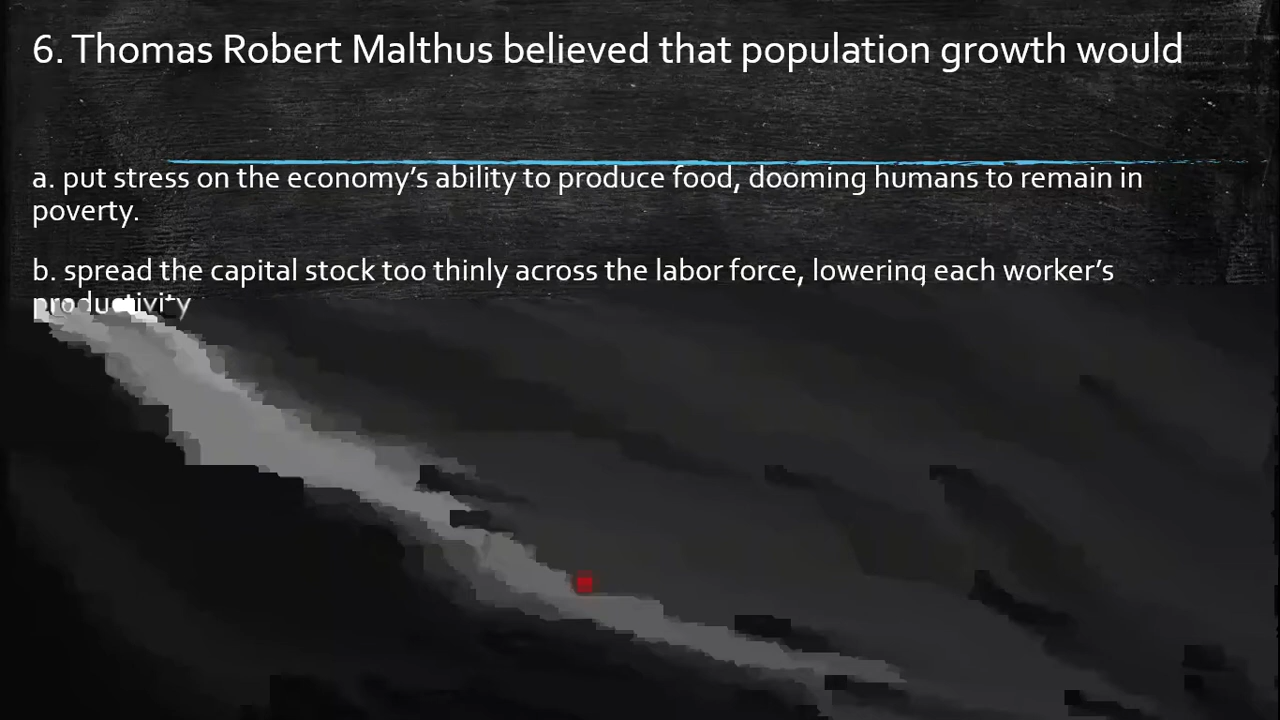 6. Thomas Robert Malthus believed that population growth would
a. put stress on the economy’s ability to produce food, dooming humans to remain in
poverty.
b. spread the capital stock too thinly across the labor force, lowering each worker’s
productivity